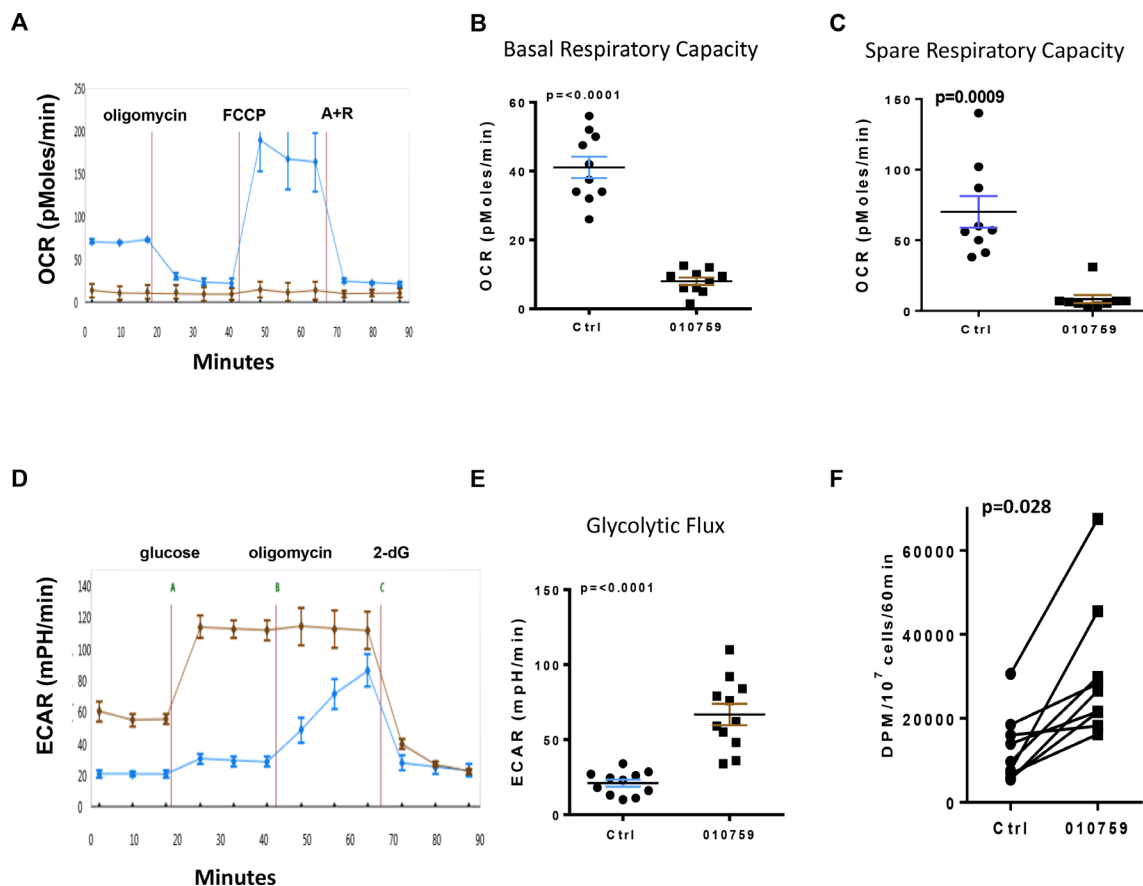 A
250
200
150
100
50
0
OCR (pMoles/min)
oligomycin FCCP A+R
0 10 20 30 40 50 60 70 80 90
Minutes
B
Basal Respiratory Capacity
p=<0.0001
60
40
20
0
OCR (pMoles/min)
Ctrl 010759
C
Spare Respiratory Capacity
p=0.0009
150
100
50
0
OCR (pMoles/min)
Ctrl 010759
D
glucose oligomycin 2-dG
A B C
140
120
100
80
60
40
20
0
ECAR (mPH/min)
0 10 20 30 40 50 60 70 80 90
Minutes
E
Glycolytic Flux
p=<0.0001
150
100
50
0
ECAR (mpH/min)
Ctrl 010759
F
p=0.028
60000
40000
20000
0
DPM/10⁷ cells/60min
Ctrl 010759